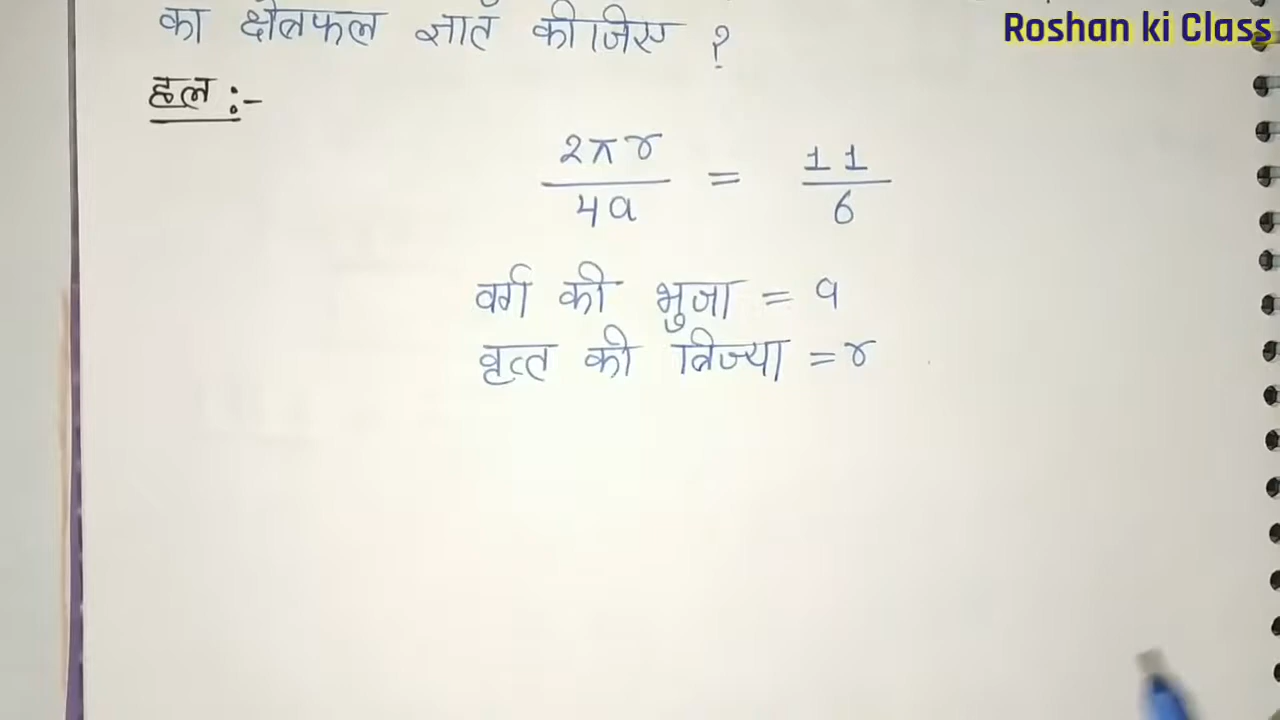 Roshan ki Class
का क्षेत्रफल ज्ञात कीजिए ?
हल :-
2πr / 4a = 11 / 6
वर्ग की भुजा = a
वृत्त की त्रिज्या = r